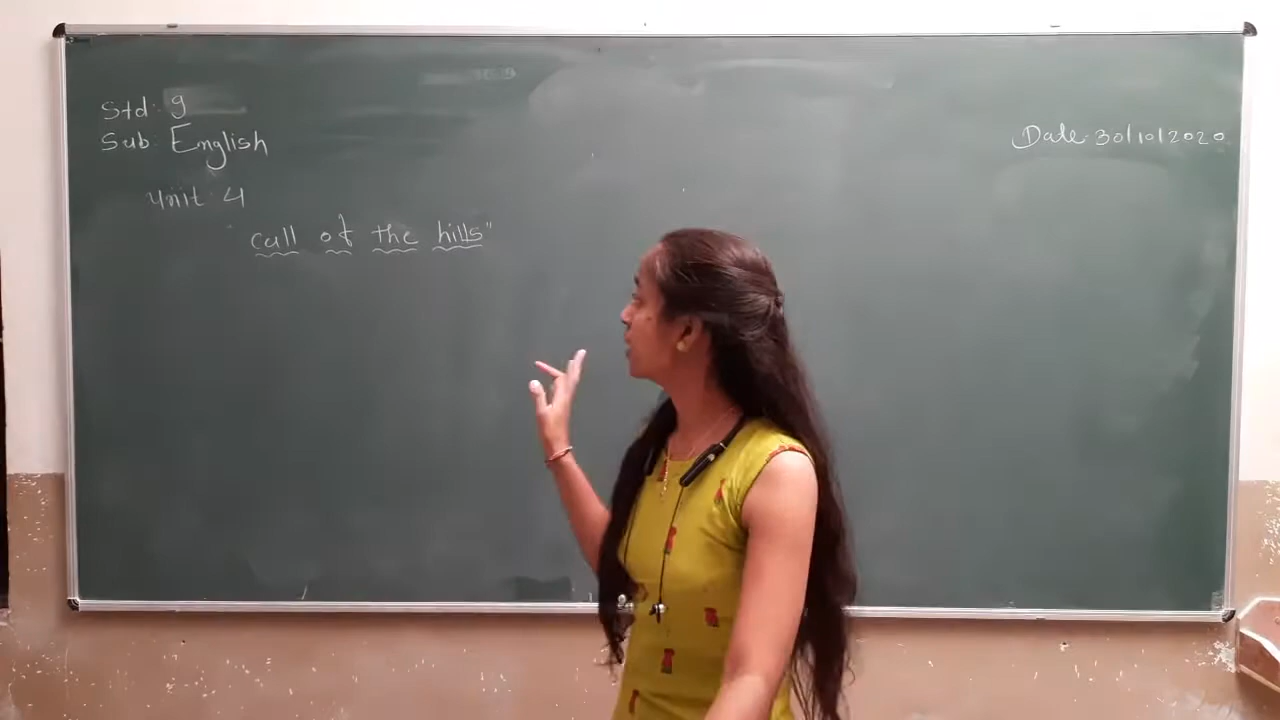 Std: 9
Sub: English
Date: 30/10/2020
Unit: 4
call of the hills"